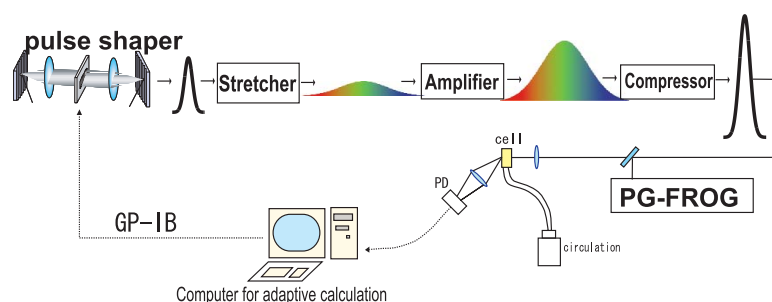 pulse shaper
Stretcher
Amplifier
Compressor
cell
PD
PG-FROG
GP-IB
circulation
Computer for adaptive calculation